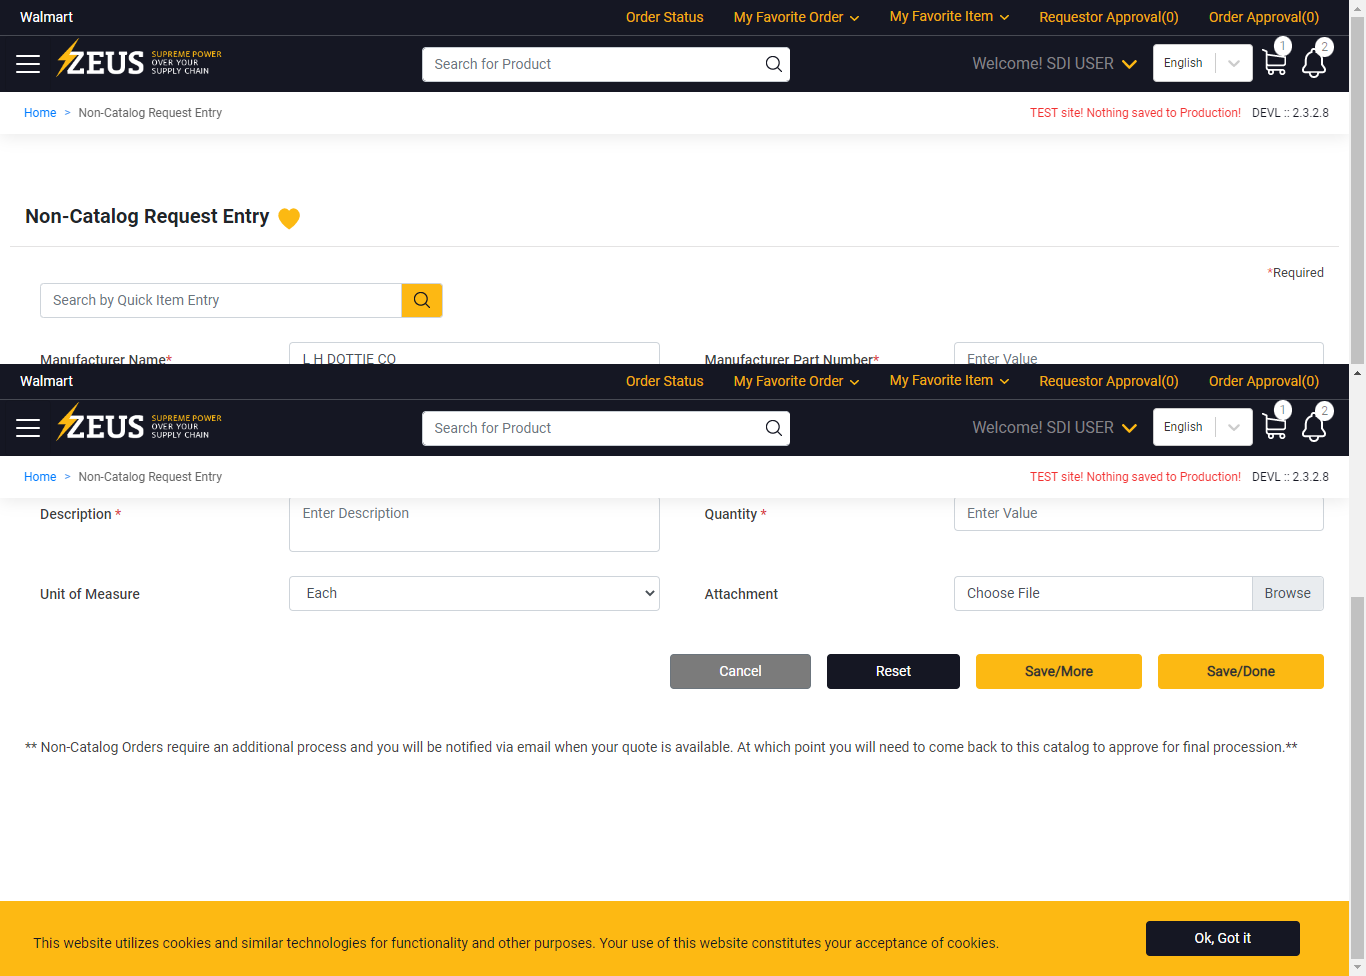 Walmart Order Status My Favorite Order My Favorite Item Requestor Approval(0) Order Approval(0)
ZEUS SUPREME POWER OVER YOUR SUPPLY CHAIN Search for Product Welcome! SDI USER English 1 2
Home > Non-Catalog Request Entry TEST site! Nothing saved to Production! DEVL :: 2.3.2.8
Non-Catalog Request Entry
*Required
Search by Quick Item Entry
Manufacturer Name* L H DOTTIE CO Manufacturer Part Number* Enter Value
Walmart Order Status My Favorite Order My Favorite Item Requestor Approval(0) Order Approval(0)
ZEUS SUPREME POWER OVER YOUR SUPPLY CHAIN Search for Product Welcome! SDI USER English 1 2
Home > Non-Catalog Request Entry TEST site! Nothing saved to Production! DEVL :: 2.3.2.8
Description * Enter Description Quantity * Enter Value
Unit of Measure Each Attachment Choose File Browse
Cancel Reset Save/More Save/Done
** Non-Catalog Orders require an additional process and you will be notified via email when your quote is available. At which point you will need to come back to this catalog to approve for final procession.**
This website utilizes cookies and similar technologies for functionality and other purposes. Your use of this website constitutes your acceptance of cookies. Ok, Got it